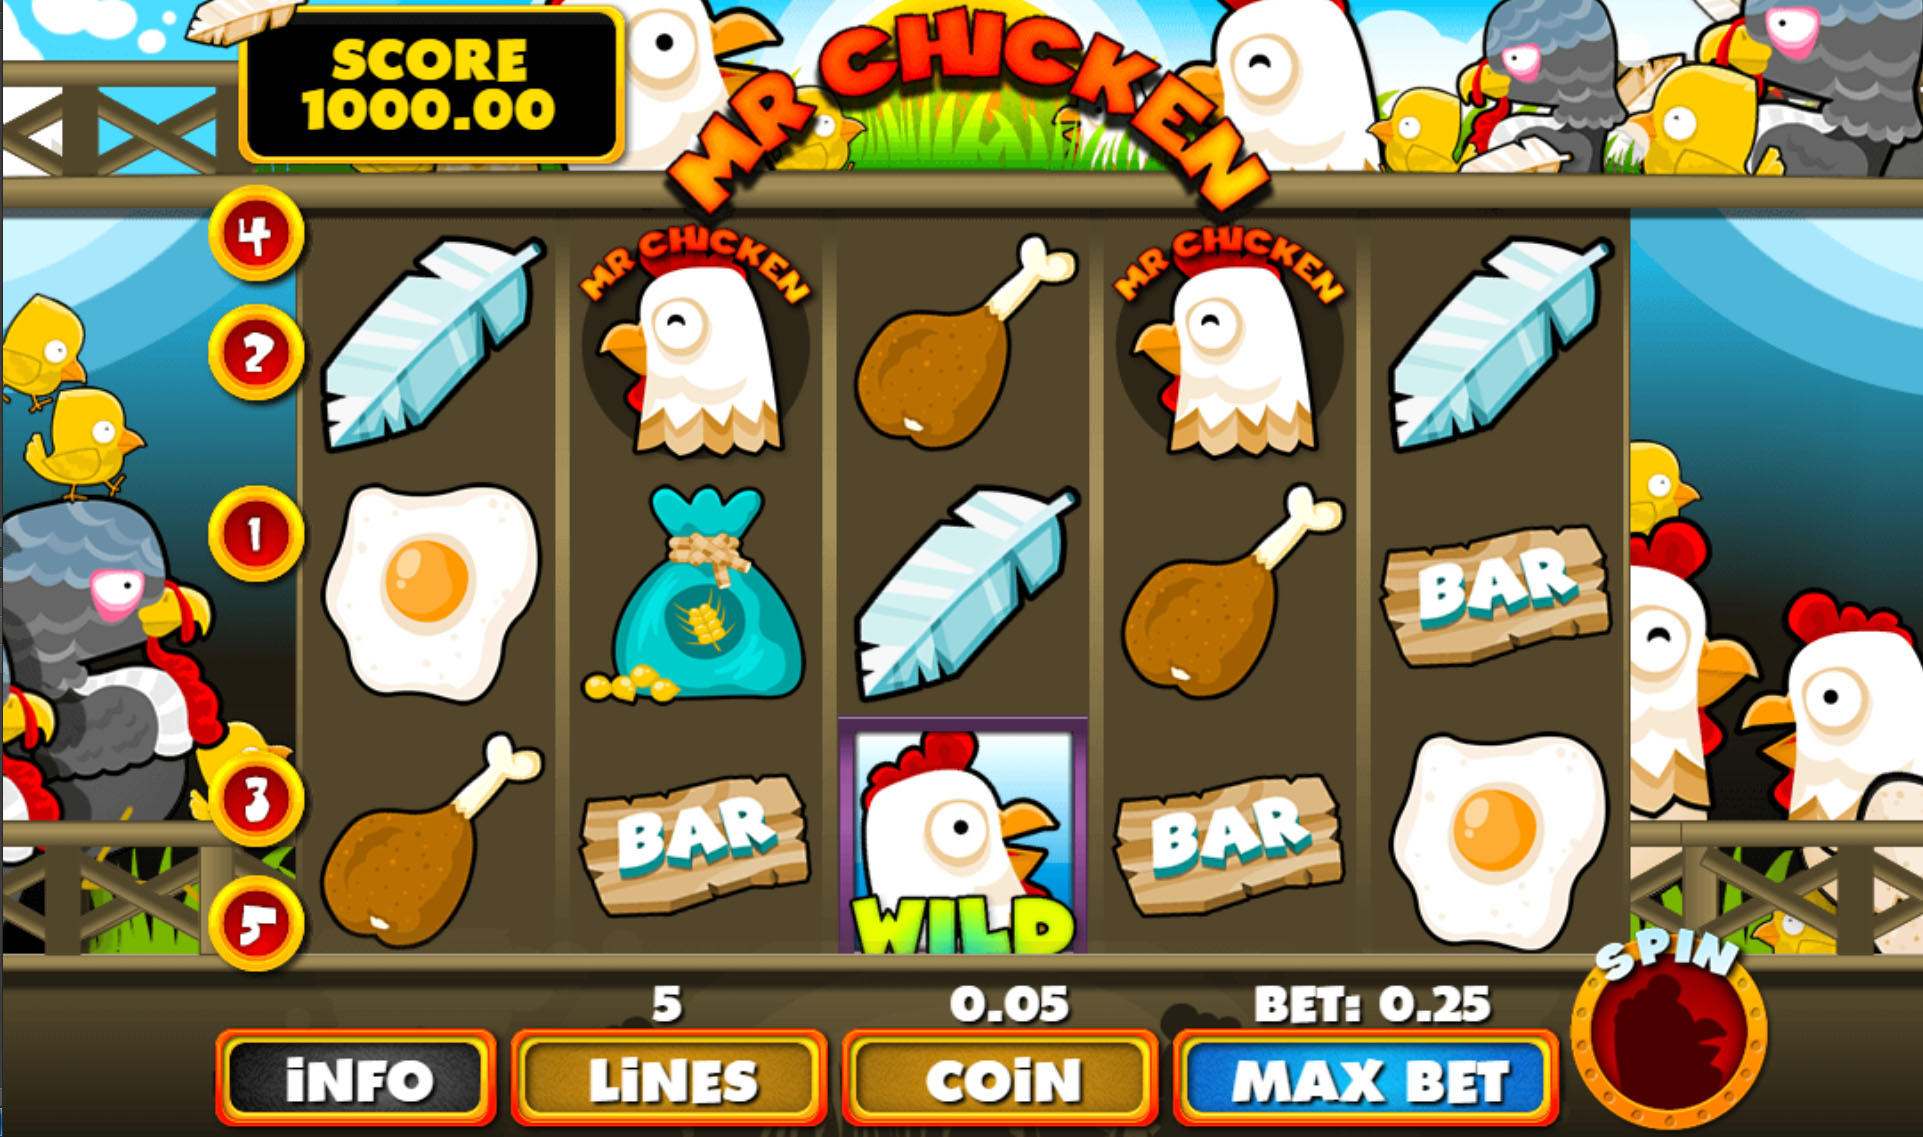 SCORE
1000.00
MR CHICKEN
4
MR CHICKEN
MR CHICKEN
2
1
BAR
3
BAR
WILD
BAR
5
SPIN
5
0.05
BET: 0.25
iNFO
LiNES
COiN
MAX BET